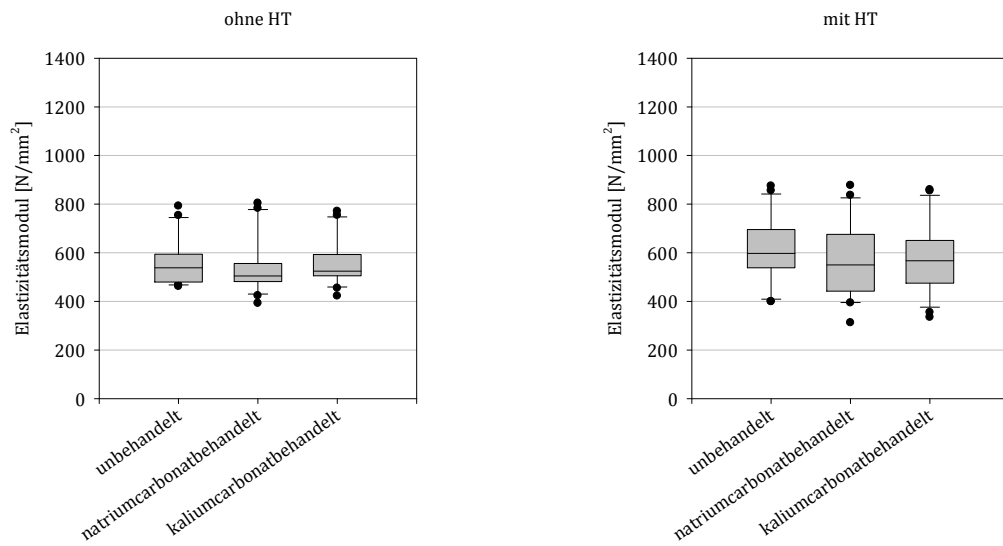 ohne HT
1400
1200
1000
800
600
400
200
0
Elastizitätsmodul [N/mm²]
unbehandelt
natriumcarbonatbehandelt
kaliumcarbonatbehandelt
mit HT
1400
1200
1000
800
600
400
200
0
Elastizitätsmodul [N/mm²]
unbehandelt
natriumcarbonatbehandelt
kaliumcarbonatbehandelt